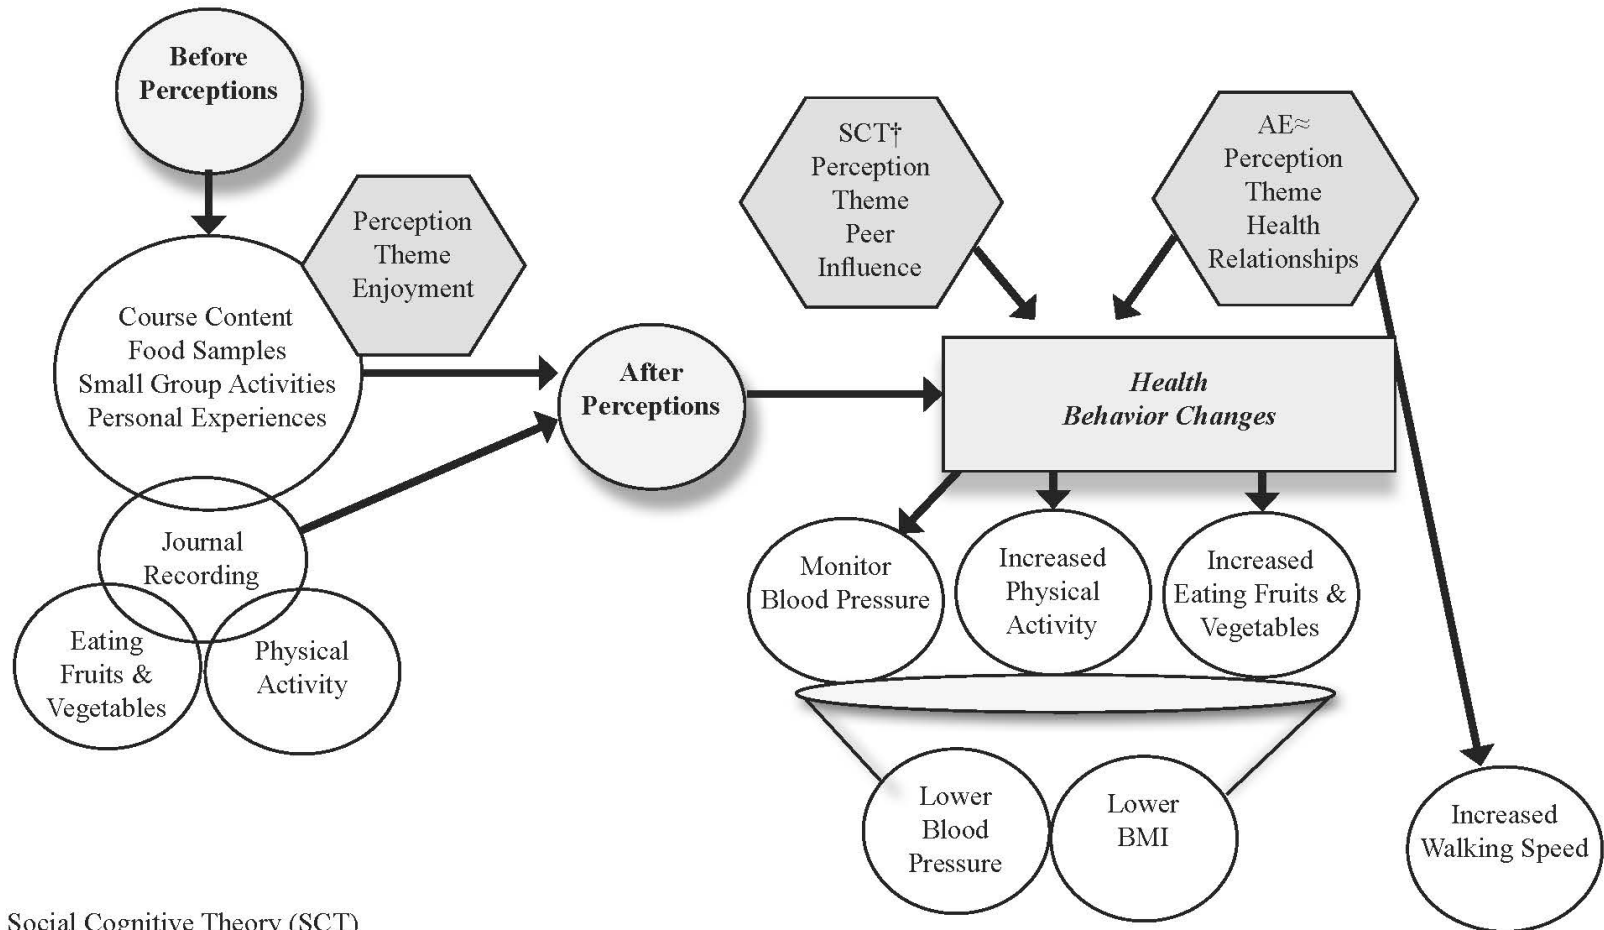 Before
Perceptions
Perception
Theme
Enjoyment
Course Content
Food Samples
Small Group Activities
Personal Experiences
Journal
Recording
Eating
Fruits &
Vegetables
Physical
Activity
After
Perceptions
SCT†
Perception
Theme
Peer
Influence
AE≈
Perception
Theme
Health
Relationships
Health
Behavior Changes
Monitor
Blood Pressure
Increased
Physical
Activity
Increased
Eating Fruits &
Vegetables
Lower
Blood
Pressure
Lower
BMI
Increased
Walking Speed
Social Cognitive Theory (SCT)